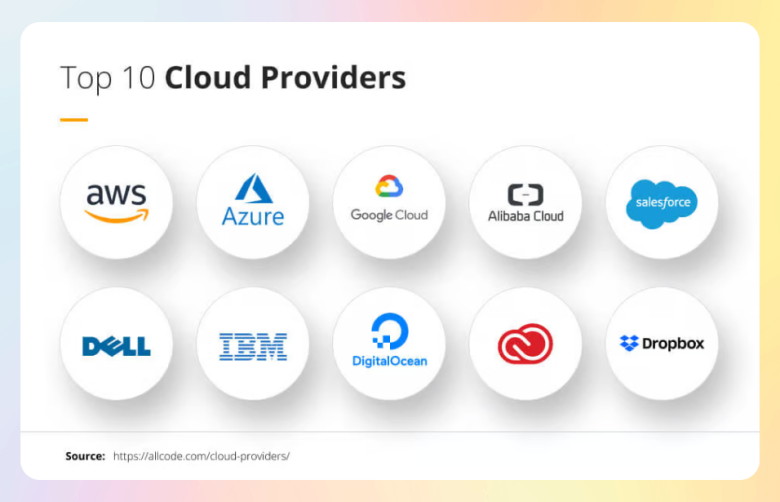 Top 10 Cloud Providers
aws
Azure
Google Cloud
Alibaba Cloud
salesforce
DELL
IBM
DigitalOcean
Dropbox
Source: https://allcode.com/cloud-providers/